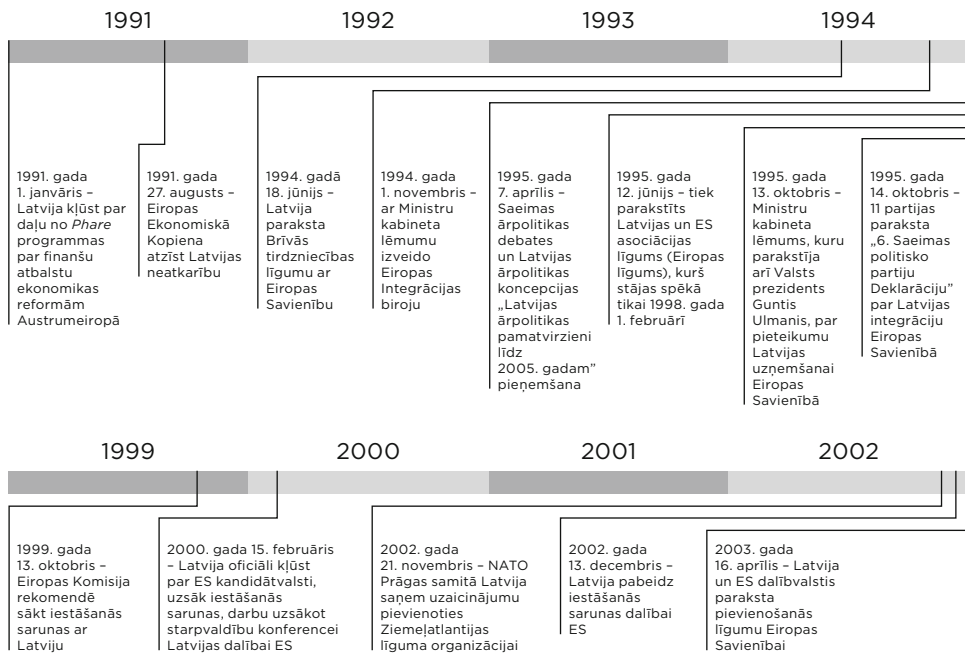 1991
1992
1993
1994
1991. gada
1. janvāris –
Latvija kļūst par
daļu no Phare
programmas
par finanšu
atbalstu
ekonomikas
reformām
Austrumeiropā
1991. gada
27. augusts –
Eiropas
Ekonomiskā
Kopiena
atzīst Latvijas
neatkarību
1994. gadā
18. jūnijs –
Latvija
paraksta
Brīvās
tirdzniecības
līgumu ar
Eiropas
Savienību
1994. gada
1. novembris –
ar Ministru
kabineta
lēmumu
izveido
Eiropas
Integrācijas
biroju
1995. gada
7. aprīlis –
Saeimas
ārpolitikas
debates
un Latvijas
ārpolitikas
koncepcijas
„Latvijas
ārpolitikas
pamatvirzieni
līdz
2005. gadam”
pieņemšana
1995. gada
12. jūnijs – tiek
parakstīts
Latvijas un ES
asociācijas
līgums (Eiropas
līgums), kurš
stājas spēkā
tikai 1998. gada
1. februārī
1995. gada
13. oktobris –
Ministru
kabineta
lēmums, kuru
parakstīja
arī Valsts
prezidents
Guntis
Ulmanis, par
pieteikumu
Latvijas
uzņemšanai
Eiropas
Savienībā
1995. gada
14. oktobris –
11 partijas
paraksta
„6. Saeimas
politisko
partiju
Deklarāciju”
par Latvijas
integrāciju
Eiropas
Savienībā
1999
2000
2001
2002
1999. gada
13. oktobris –
Eiropas Komisija
rekomendē
sākt iestāšanās
sarunas ar
Latviju
2000. gada 15. februāris
– Latvija oficiāli kļūst
par ES kandidātvalsti,
uzsāk iestāšanās
sarunas, darbu uzsākot
starpvaldību konferencei
Latvijas dalībai ES
2002. gada
21. novembris – NATO
Prāgas samitā Latvija
saņem uzaicinājumu
pievienoties
Ziemeļatlantijas
līguma organizācijai
2002. gada
13. decembris –
Latvija pabeidz
iestāšanās
sarunas dalībai
ES
2003. gada
16. aprīlis – Latvija
un ES dalībvalstis
paraksta
pievienošanās
līgumu Eiropas
Savienībai